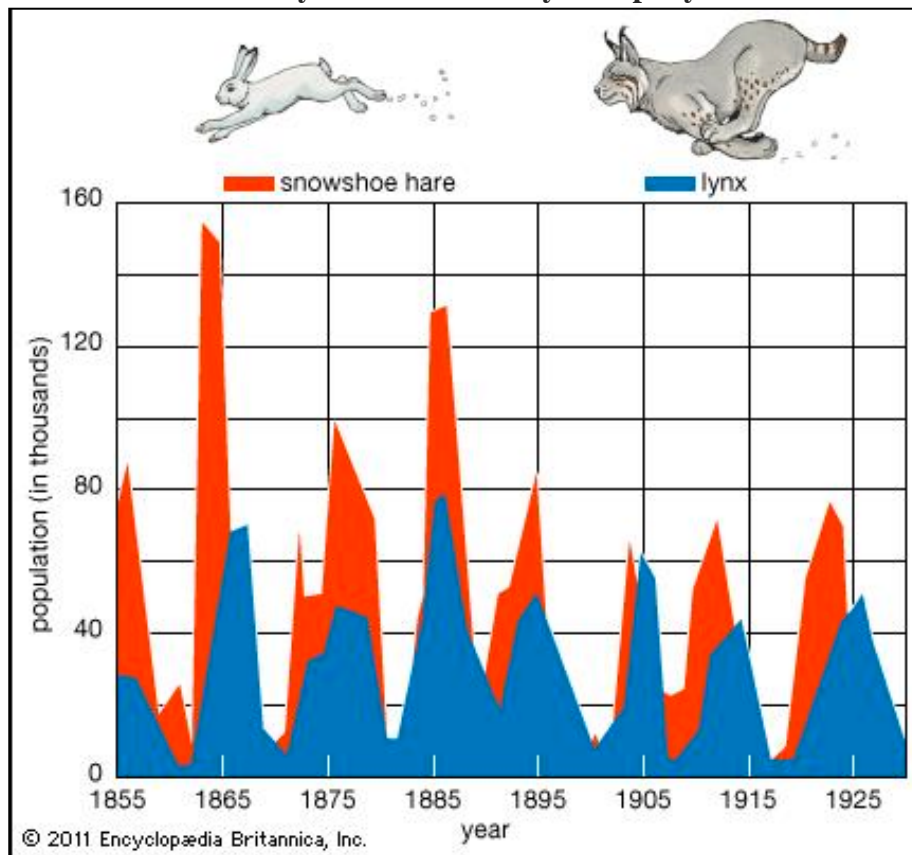 snowshoe hare
lynx
population (in thousands)
160
120
80
40
0
1855 1865 1875 1885 1895 1905 1915 1925
year
© 2011 Encyclopædia Britannica, Inc.